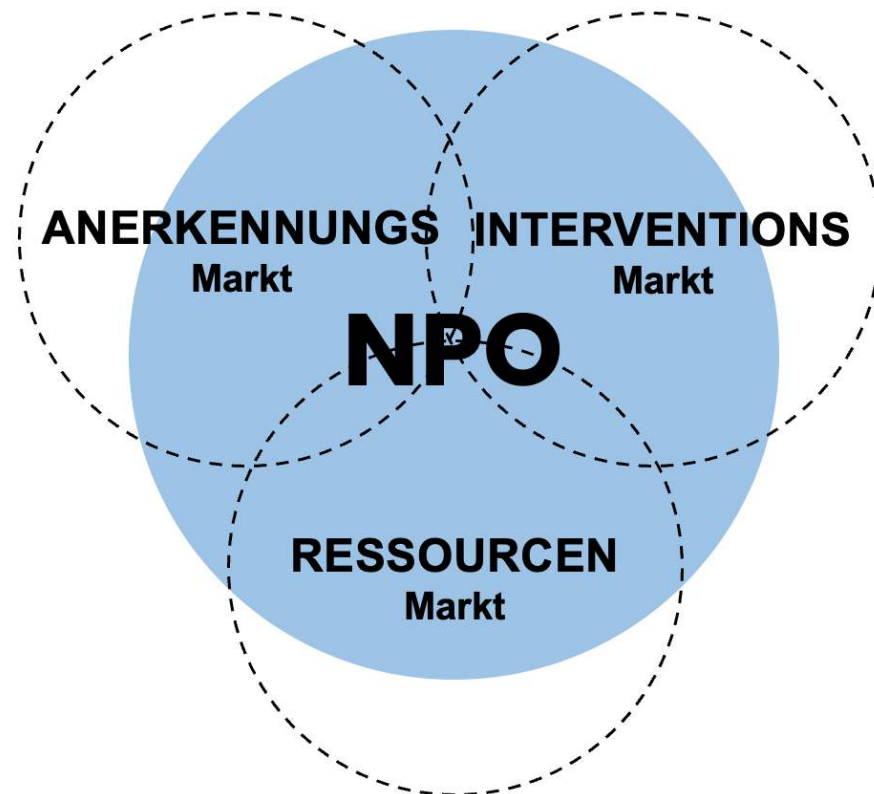 ANERKENNUNGS
Markt
INTERVENTIONS
Markt
NPO
RESSOURCEN
Markt